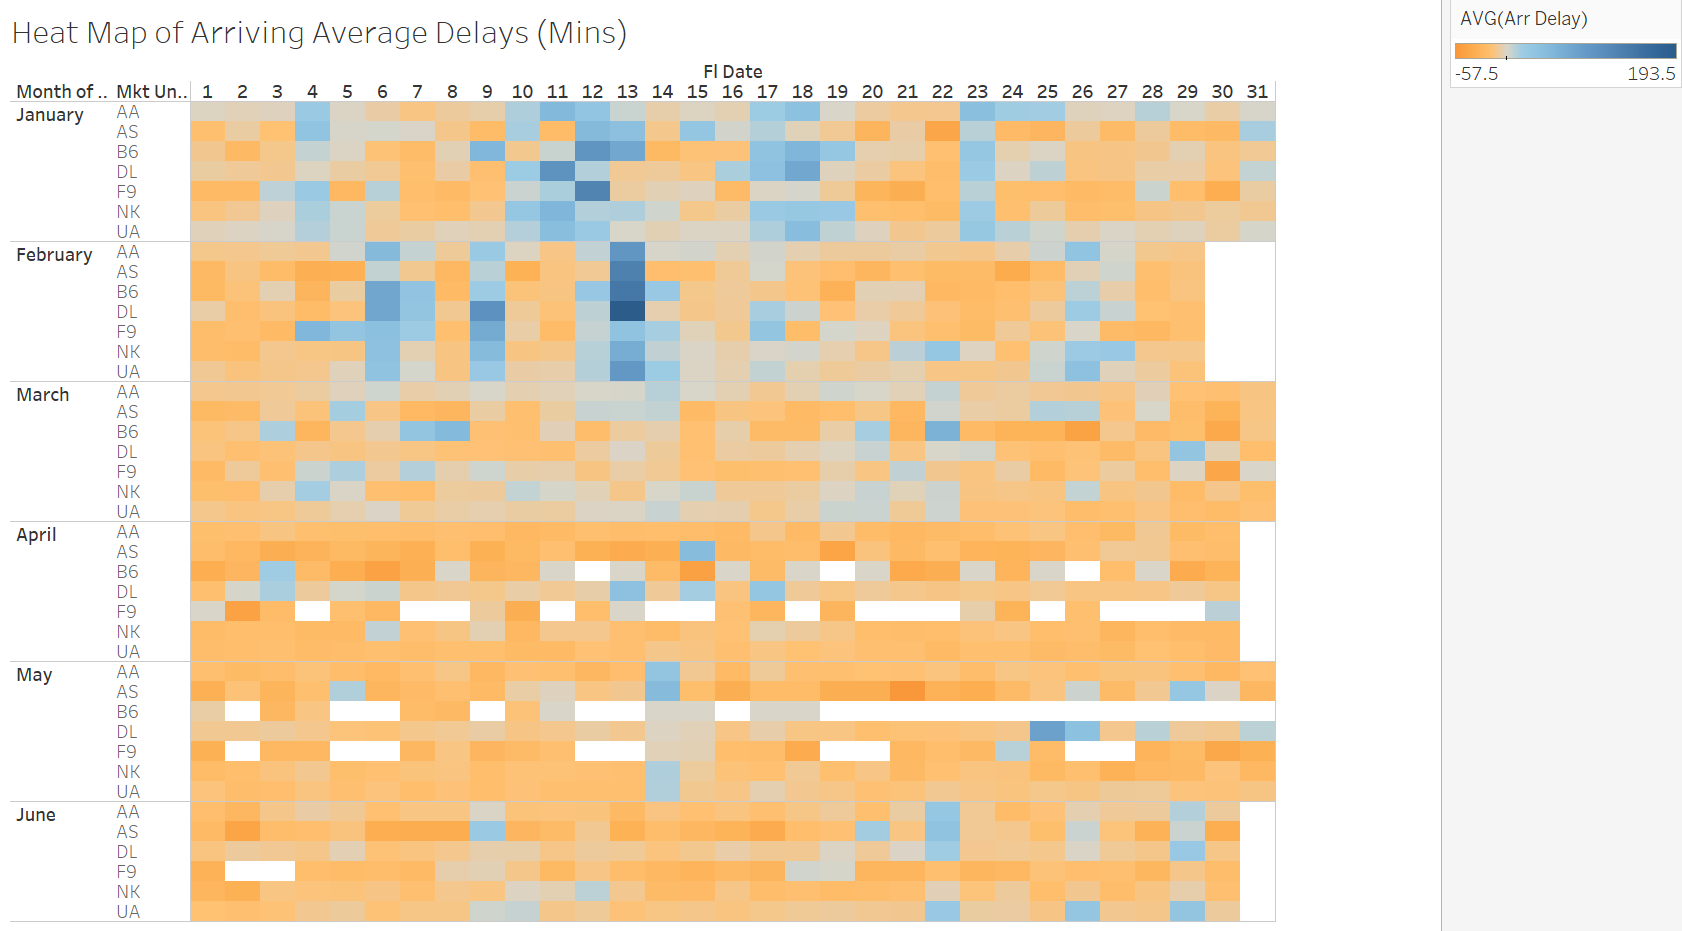 Heat Map of Arriving Average Delays (Mins)
AVG(Arr Delay)
-57.5 193.5
Fl Date
Month of .. Mkt Un.. 1 2 3 4 5 6 7 8 9 10 11 12 13 14 15 16 17 18 19 20 21 22 23 24 25 26 27 28 29 30 31
January AA
AS
B6
DL
F9
NK
UA
February AA
AS
B6
DL
F9
NK
UA
March AA
AS
B6
DL
F9
NK
UA
April AA
AS
B6
DL
F9
NK
UA
May AA
AS
B6
DL
F9
NK
UA
June AA
AS
DL
F9
NK
UA